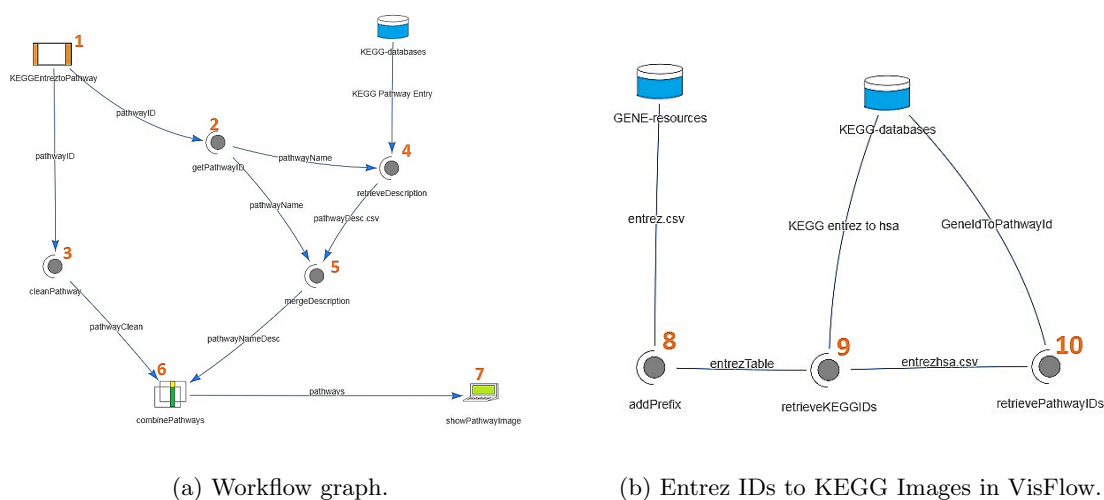 1
KEGGEntreztoPathway
KEGG-databases
KEGG Pathway Entry
pathwayID
2
getPathwayID
pathwayID
pathwayName
4
retrieveDescription
pathwayName
pathwayDesc.csv
3
cleanPathway
5
mergeDescription
pathwayClean
pathwayNameDesc
6
combinePathways
pathways
7
showPathwayImage
(a) Workflow graph.
GENE-resources
KEGG-databases
entrez.csv
KEGG entrez to hsa
GeneIdToPathwayId
8
addPrefix
entrezTable
9
retrieveKEGGIDs
entrezhsa.csv
10
retrievePathwayIDs
(b) Entrez IDs to KEGG Images in VisFlow.